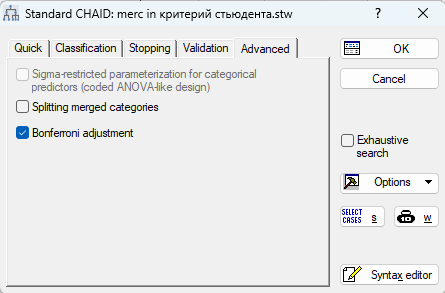 Standard CHAID: merc in критерий стьюдента.stw
?
Quick Classification Stopping Validation Advanced
OK
Sigma-restricted parameterization for categorical
predictors (coded ANOVA-like design)
Cancel
Splitting merged categories
Bonferroni adjustment
Exhaustive
search
Options
SELECT
CASES
S
W
Syntax editor